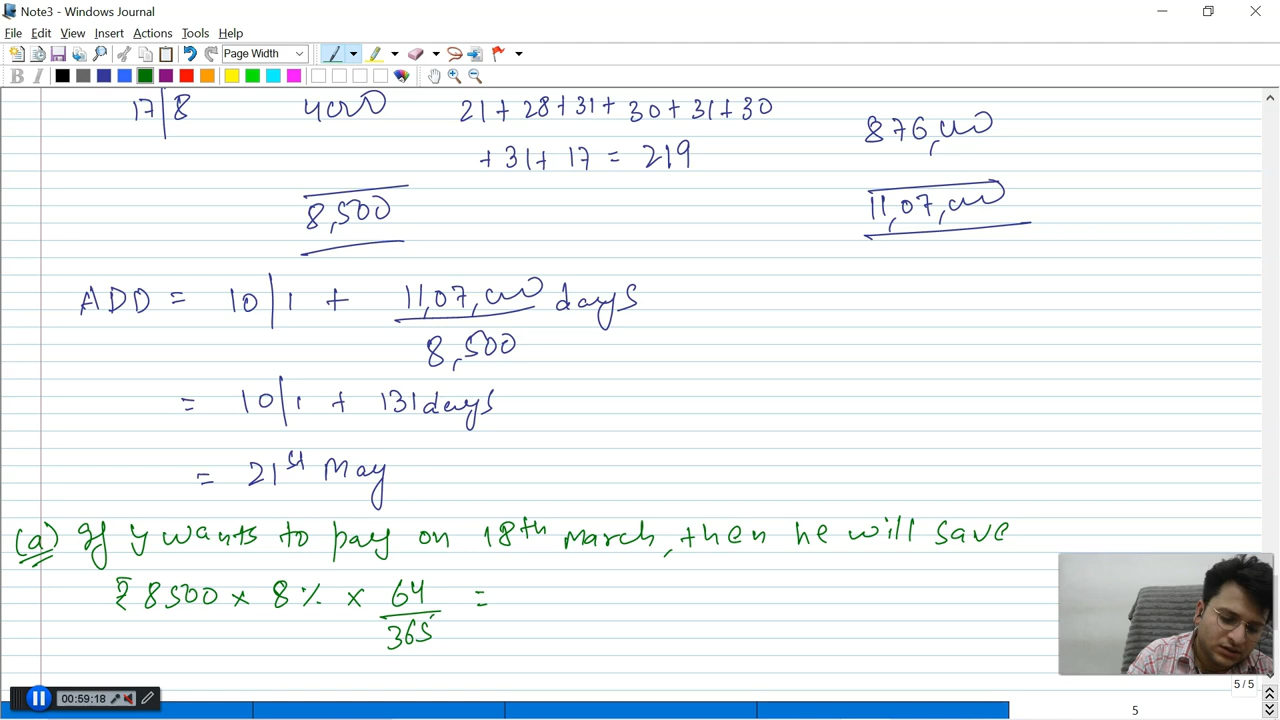 Note3 - Windows Journal
File Edit View Insert Actions Tools Help
Page Width
B I
17|8 4000 21 + 28 + 31 + 30 + 31 + 30 876,000
+ 31 + 17 = 219
8,500 11,07,000
ADD = 10|1 + 11,07,000 days
8,500
= 10|1 + 131 days
= 21st May
(a) If Y wants to pay on 18th March, then he will save
₹ 8500 × 8 % × 64 =
365
00:59:18
5/5
5